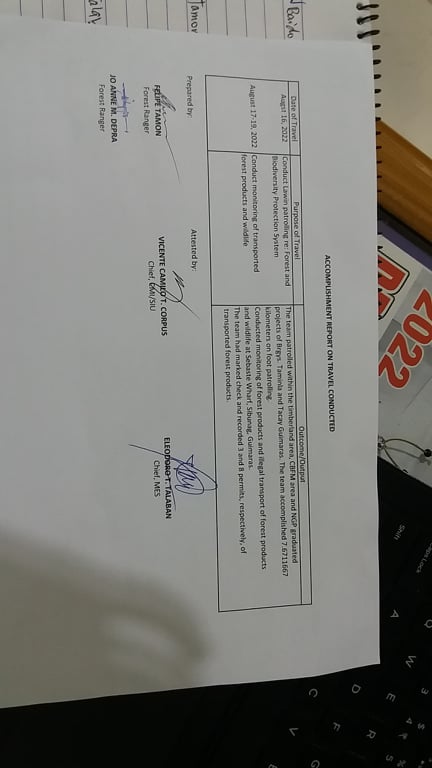 2022
Caps Lock
Shift
Q
W
E
R
A
D
F
G
C
V
3
$
4
%
5
Baido
Tamor
ACCOMPLISHMENT REPORT ON TRAVEL CONDUCTED
Date of Travel Purpose of Travel Outcome/Output
Augst 16, 2022 Conduct Lawin patrolling re: Forest and The team patrolled within the timberland area, CBFM area and NGP graduated
Biodiversity Protection System projects of Brgys. Taminla and Tacay Guimaras. The team accomplished 7.6711667
kilometers on foot patrolling.
August 17-19, 2022 Conduct monitoring of transported Conducted monitoring of forest products and illegal transport of forest products
forest products and wildlife and wildlife at Sebaste Wharf, Sibunag, Guimaras.
The team had marked check and recorded 3 and 8 permits, respectively, of
transported forest products.
Prepared by: Attested by:
FELIPE TAMON VICENTE CAMILO T. CORPUS ELEODORO T. TALABAN
Forest Ranger Chief, CMI/SIU Chief, MES
JO ANNE M. DEPRA
Forest Ranger